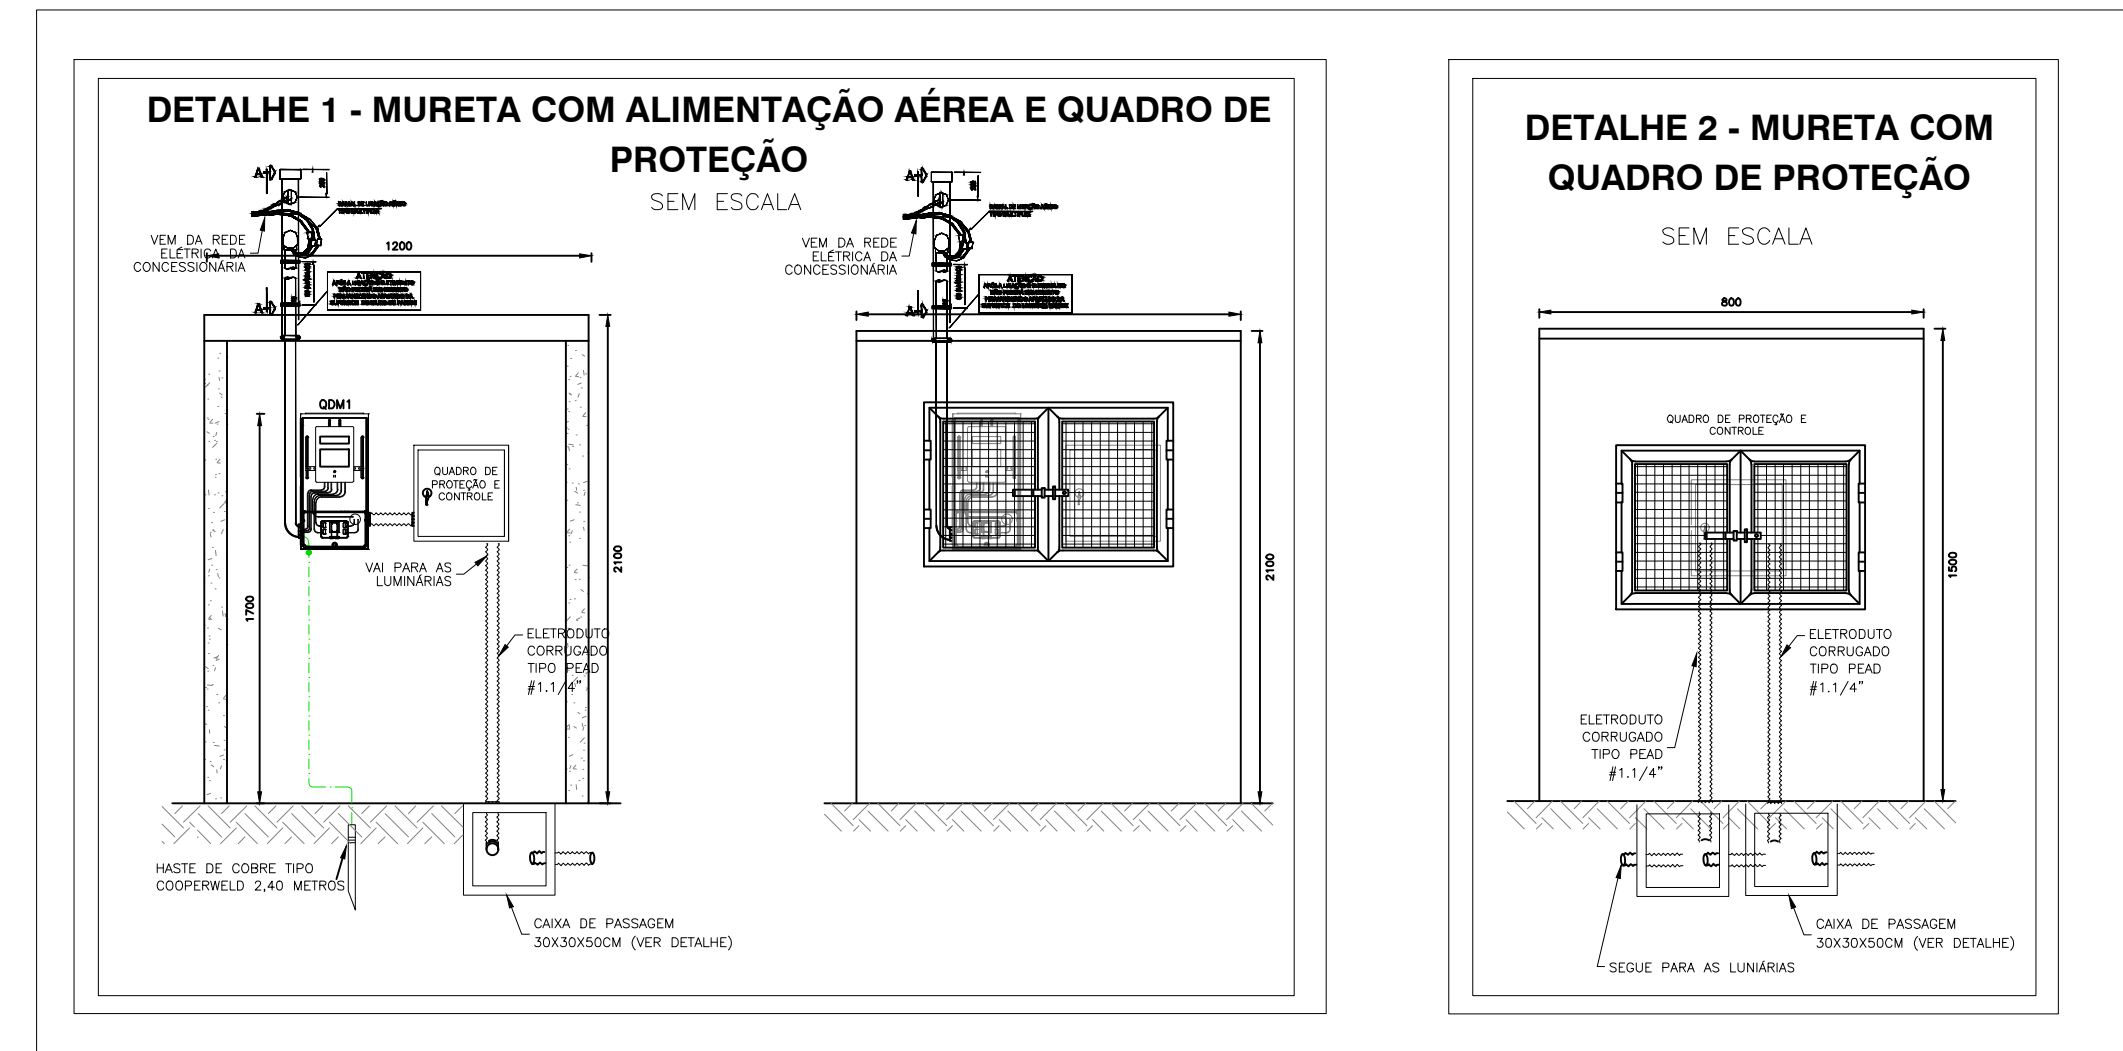 DETALHE 1 - MURETA COM ALIMENTAÇÃO AÉREA E QUADRO DE
PROTEÇÃO
SEM ESCALA
A
VEM DA REDE
ELÉTRICA DA
CONCESSIONÁRIA
1200
ATENÇÃO
A
QDM1
QUADRO DE
PROTEÇÃO E
CONTROLE
VAI PARA AS
LUMINÁRIAS
1700
2100
ELETRODUTO
CORRUGADO
TIPO PEAD
#1.1/4"
HASTE DE COBRE TIPO
COOPERWELD 2,40 METROS
CAIXA DE PASSAGEM
30X30X50CM (VER DETALHE)
A
VEM DA REDE
ELÉTRICA DA
CONCESSIONÁRIA
ATENÇÃO
A
2100
DETALHE 2 - MURETA COM
QUADRO DE PROTEÇÃO
SEM ESCALA
800
QUADRO DE PROTEÇÃO E
CONTROLE
1500
ELETRODUTO
CORRUGADO
TIPO PEAD
#1.1/4"
ELETRODUTO
CORRUGADO
TIPO PEAD
#1.1/4"
CAIXA DE PASSAGEM
30X30X50CM (VER DETALHE)
SEGUE PARA AS LUNIÁRIAS